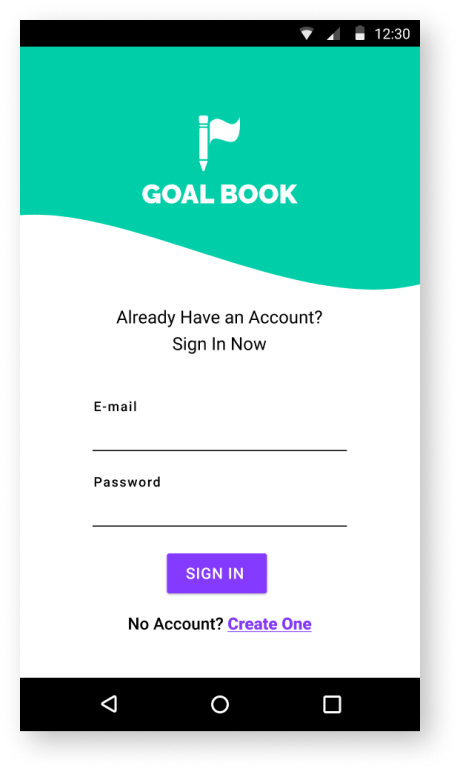 12:30
GOAL BOOK
Already Have an Account?
Sign In Now
E-mail
Password
SIGN IN
No Account? Create One